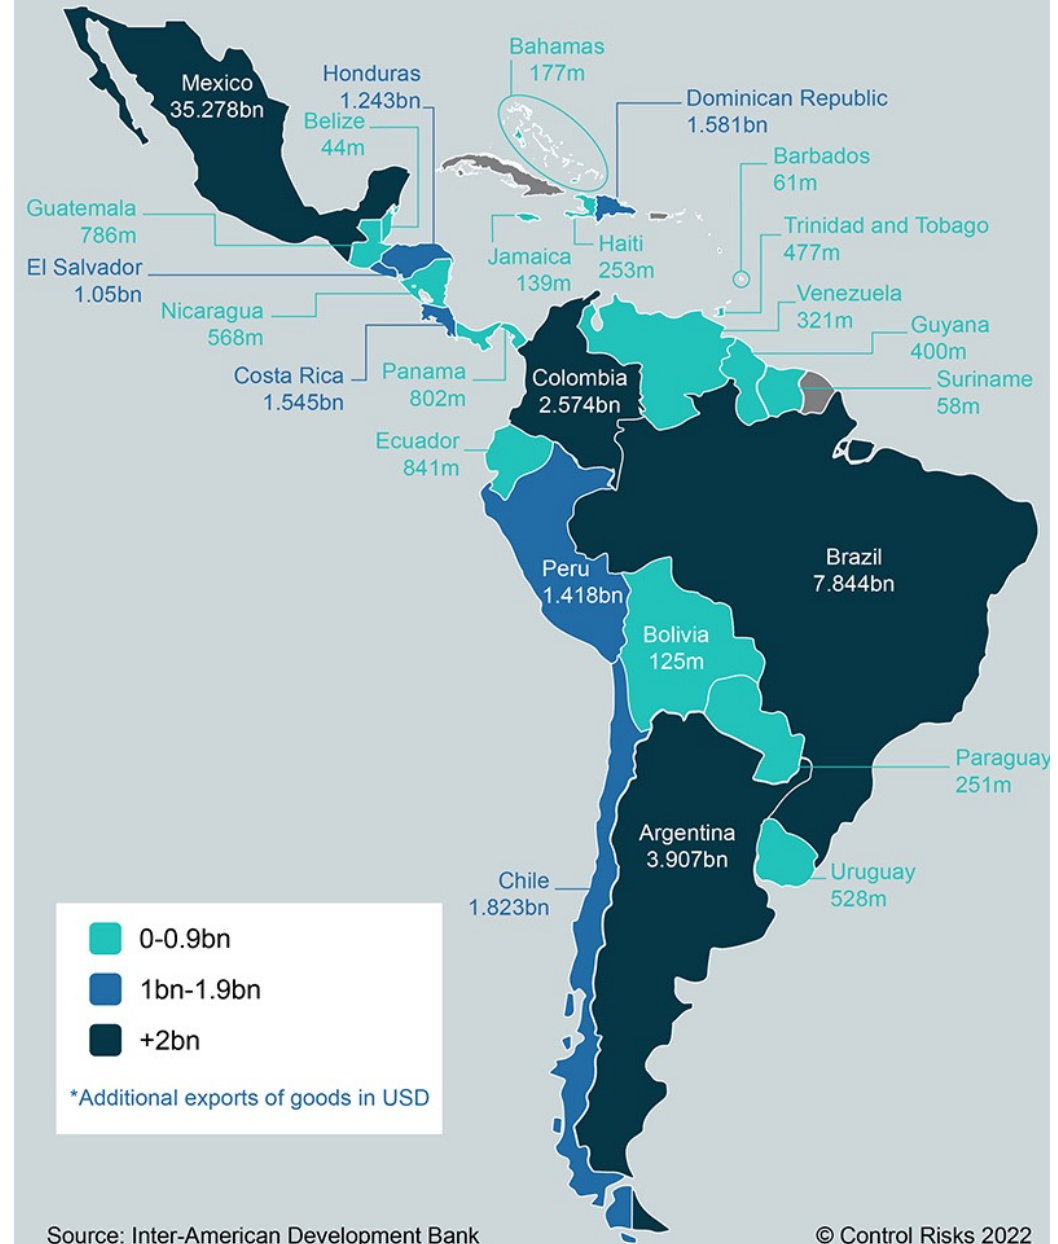 Bahamas
177m
Mexico
35.278bn
Honduras
1.243bn
Dominican Republic
1.581bn
Belize
44m
Barbados
61m
Guatemala
786m
Trinidad and Tobago
477m
Jamaica
139m
Haiti
253m
El Salvador
1.05bn
Venezuela
321m
Nicaragua
568m
Guyana
400m
Costa Rica
1.545bn
Panama
802m
Colombia
2.574bn
Suriname
58m
Ecuador
841m
Peru
1.418bn
Brazil
7.844bn
Bolivia
125m
Paraguay
251m
Argentina
3.907bn
Chile
1.823bn
Uruguay
528m
0-0.9bn
1bn-1.9bn
+2bn
*Additional exports of goods in USD
Source: Inter-American Development Bank
© Control Risks 2022